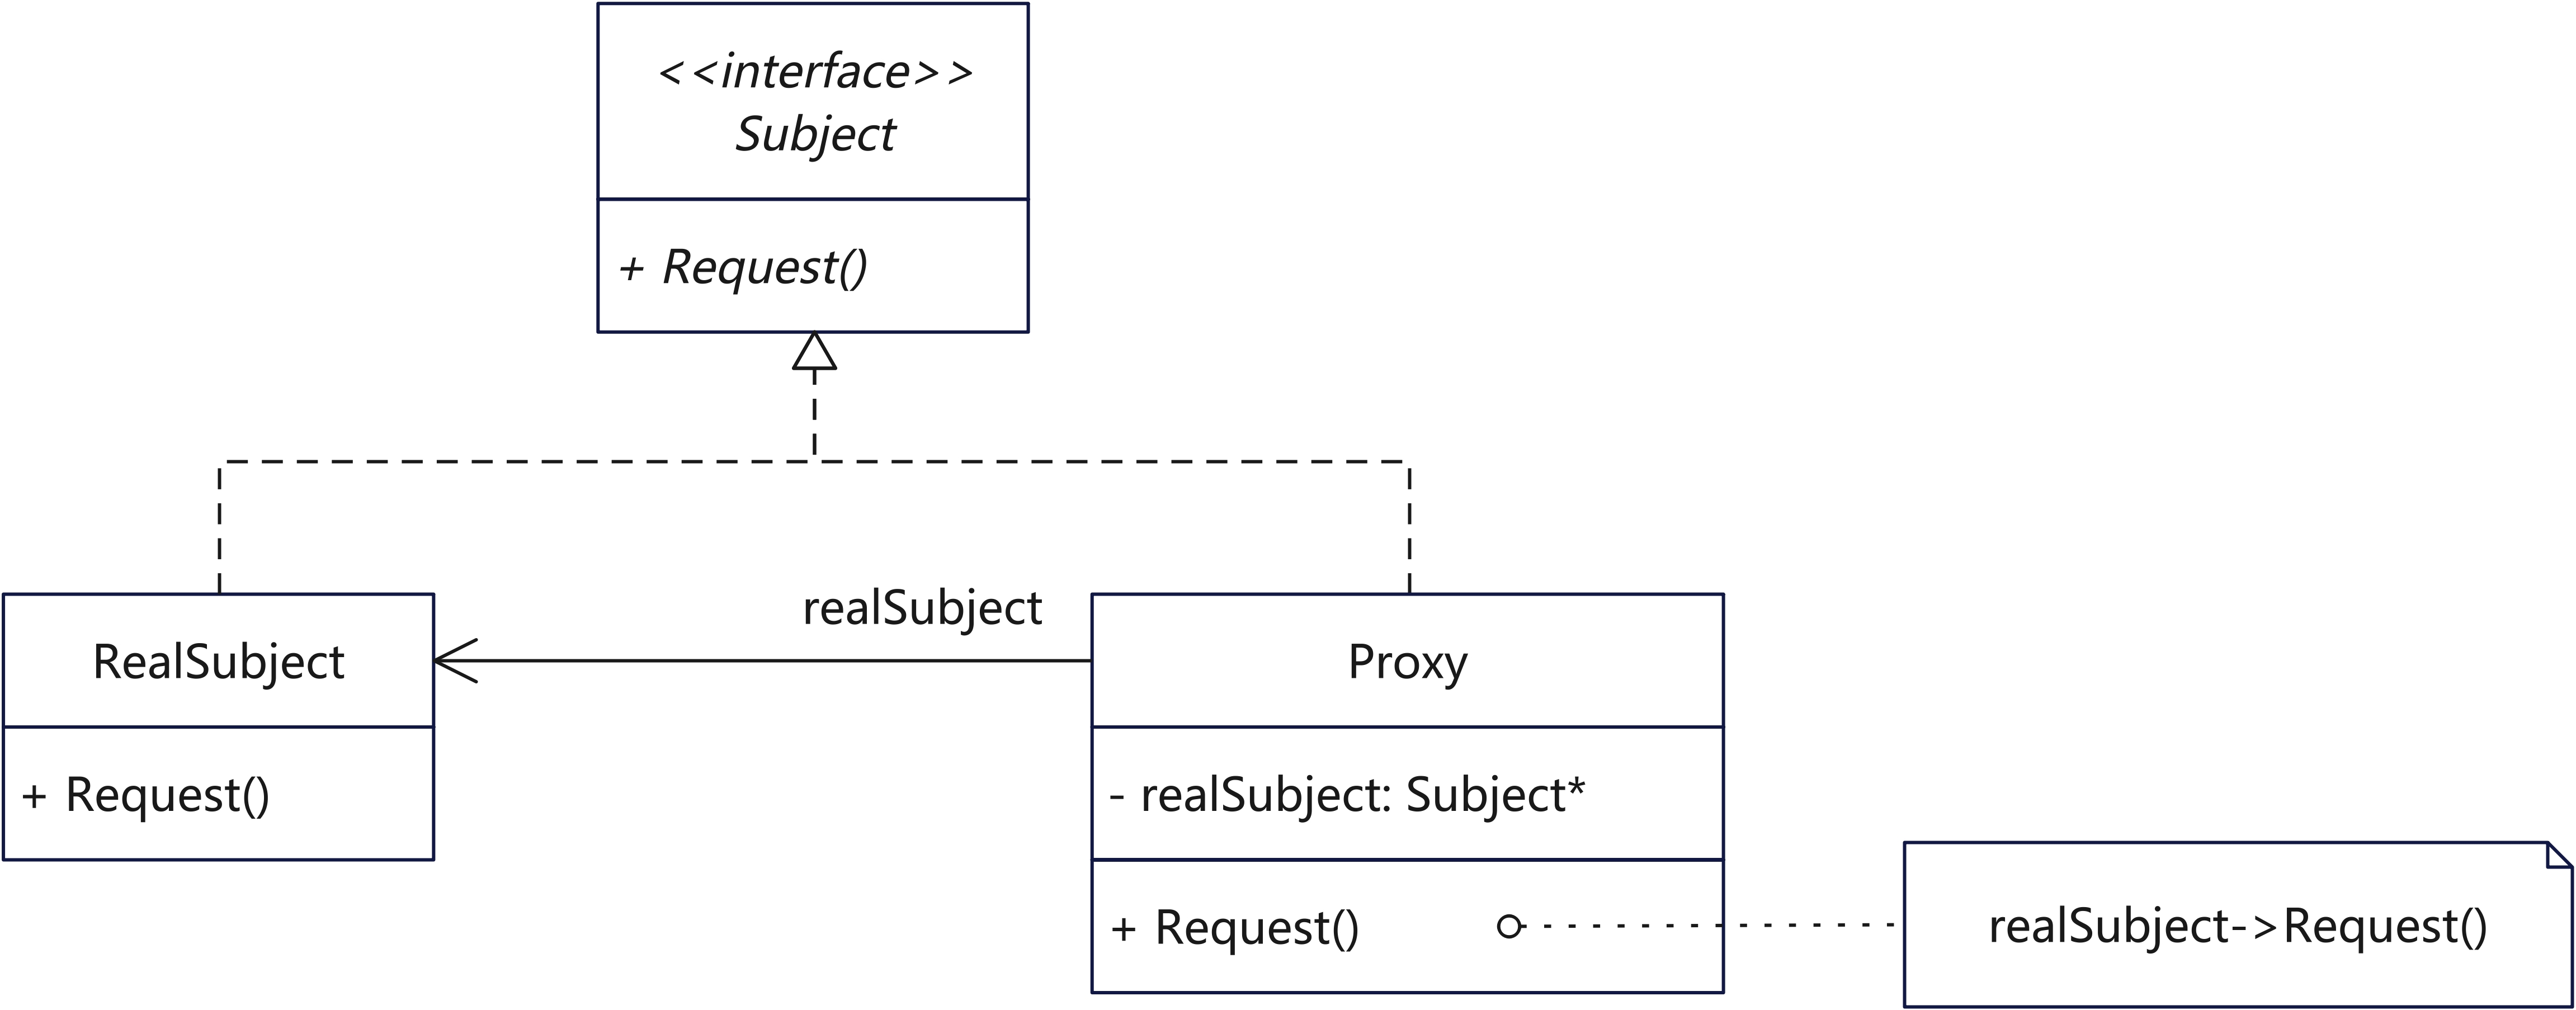 <<interface>>
Subject
+ Request()
realSubject
RealSubject
+ Request()
Proxy
- realSubject: Subject*
+ Request()
realSubject->Request()